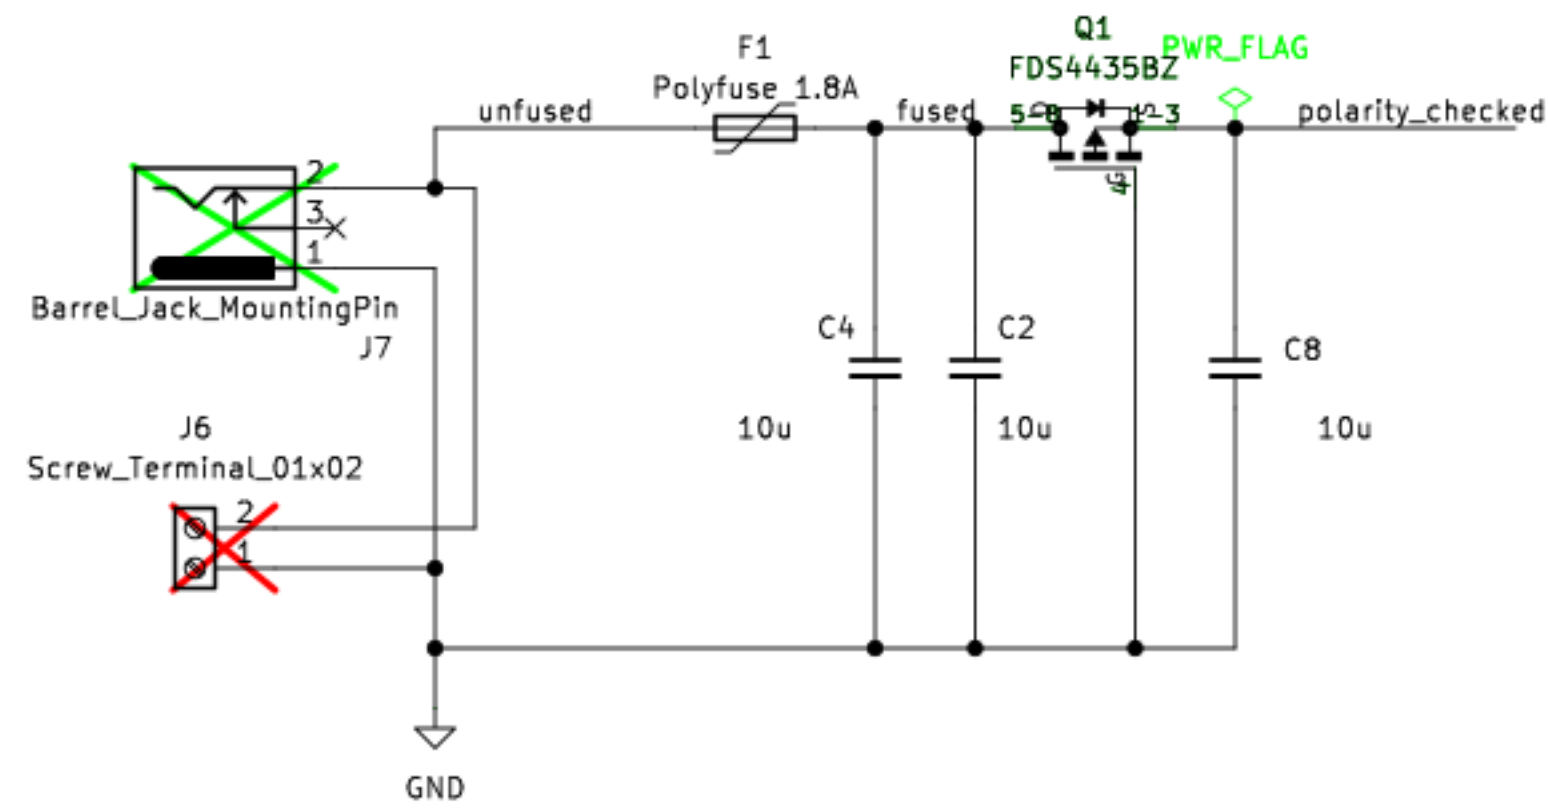 Q1
F1
PWR_FLAG
FDS4435BZ
Polyfuse_1.8A
unfused
fused
5-8
D
S
1-3
polarity_checked
G
4
2
3
1
Barrel_Jack_MountingPin
J7
C4
C2
C8
10u
10u
10u
J6
Screw_Terminal_01x02
2
1
GND